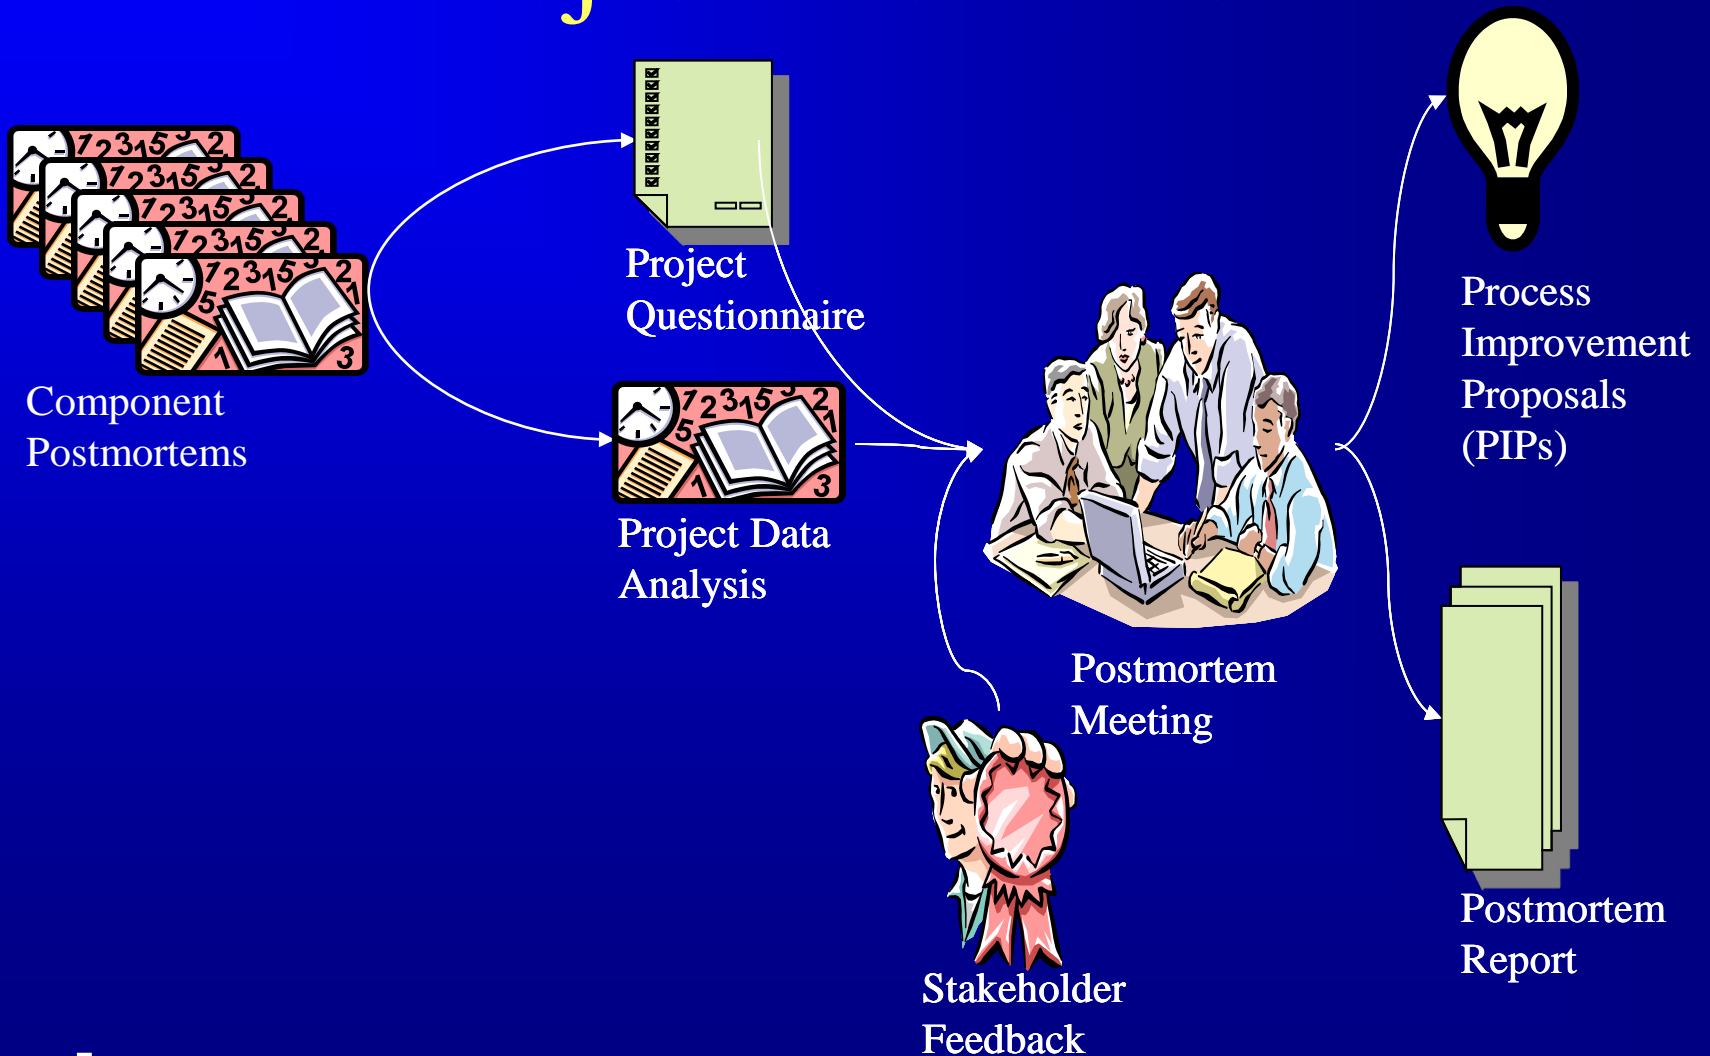 Project
Questionnaire
Component
Postmortems
Project Data
Analysis
Process
Improvement
Proposals
(PIPs)
Postmortem
Meeting
Postmortem
Report
Stakeholder
Feedback